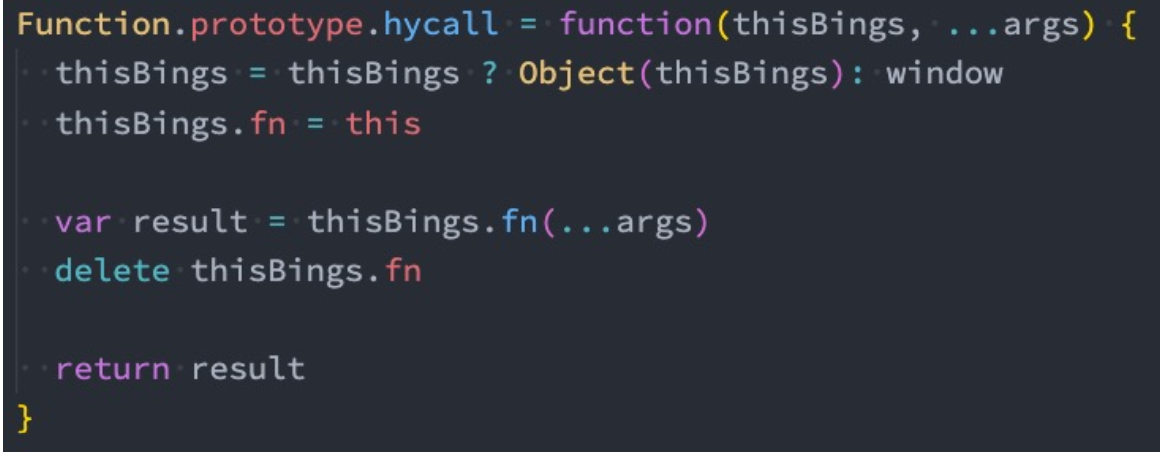 Function.prototype.hycall = function(thisBings, ...args) {
  thisBings = thisBings ? Object(thisBings): window
  thisBings.fn = this

  var result = thisBings.fn(...args)
  delete thisBings.fn

  return result
}